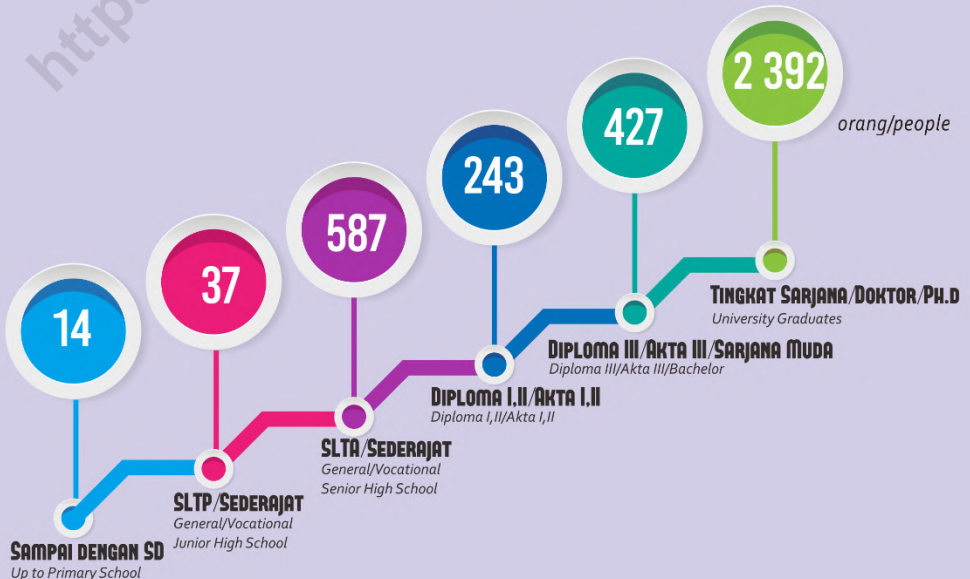 https
14
SAMPAI DENGAN SD
Up to Primary School
37
SLTP/SEDERAJAT
General/Vocational
Junior High School
587
SLTA/SEDERAJAT
General/Vocational
Senior High School
243
DIPLOMA I,II/AKTA I,II
Diploma I,II/Akta I,II
427
DIPLOMA III/AKTA III/SARJANA MUDA
Diploma III/Akta III/Bachelor
2 392
orang/people
TINGKAT SARJANA/DOKTOR/PH.D
University Graduates